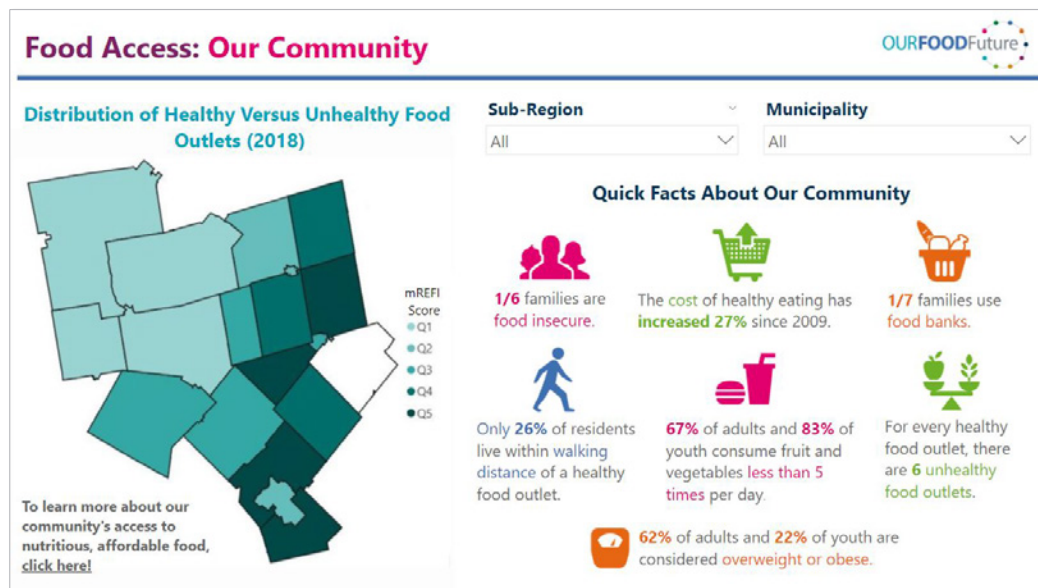 Food Access: Our Community
OURFOODFuture
Distribution of Healthy Versus Unhealthy Food
Outlets (2018)
mREFI
Score
Q1
Q2
Q3
Q4
Q5
To learn more about our
community's access to
nutritious, affordable food,
click here!
Sub-Region
All
Municipality
All
Quick Facts About Our Community
1/6 families are
food insecure.
The cost of healthy eating has
increased 27% since 2009.
1/7 families use
food banks.
Only 26% of residents
live within walking
distance of a healthy
food outlet.
67% of adults and 83% of
youth consume fruit and
vegetables less than 5
times per day.
For every healthy
food outlet, there
are 6 unhealthy
food outlets.
62% of adults and 22% of youth are
considered overweight or obese.